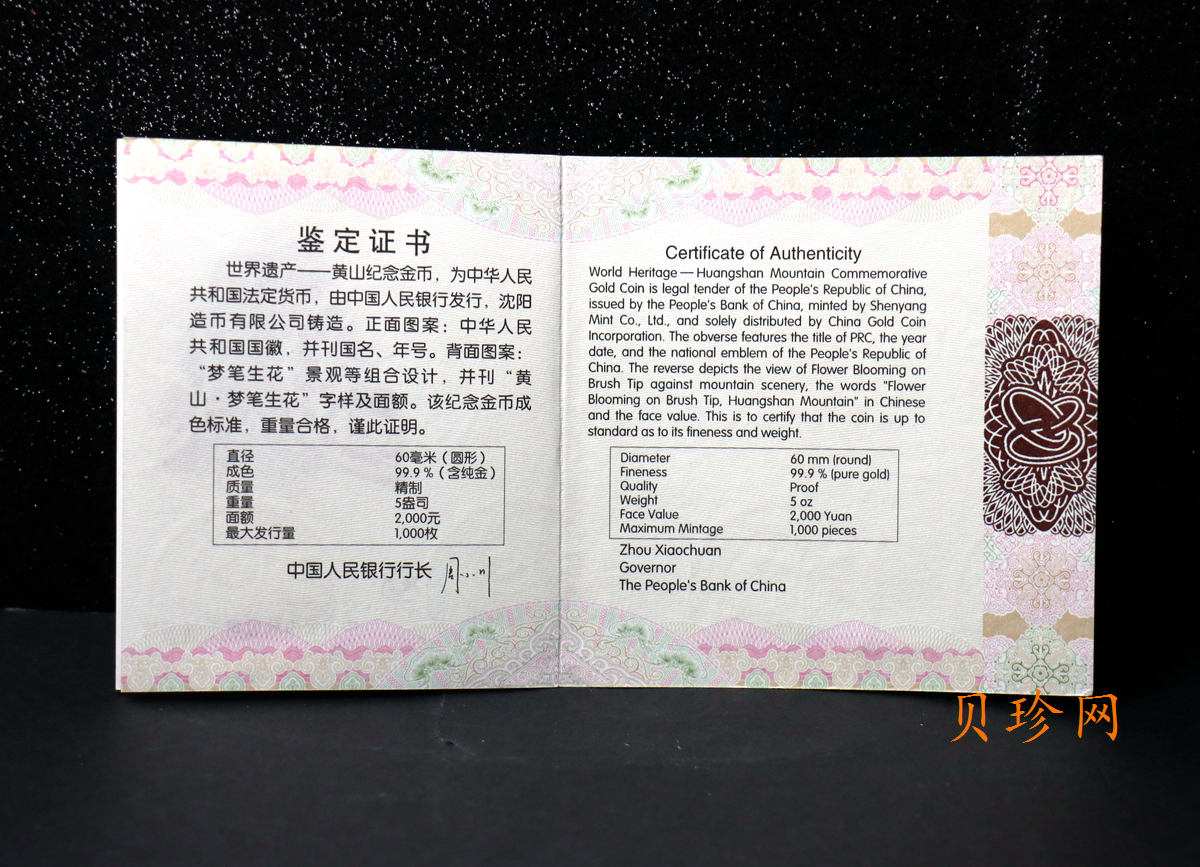 鉴定证书
世界遗产——黄山纪念金币，为中华人民
共和国法定货币，由中国人民银行发行，沈阳
造币有限公司铸造。正面图案：中华人民
共和国国徽，并刊国名、年号。背面图案：
“梦笔生花”景观等组合设计，并刊“黄
山·梦笔生花”字样及面额。该纪念金币成
色标准，重量合格，谨此证明。
直径 60毫米（圆形）
成色 99.9％（含纯金）
质量 精制
重量 5盎司
面额 2,000元
最大发行量 1,000枚
中国人民银行行长 周小川
Certificate of Authenticity
World Heritage — Huangshan Mountain Commemorative
Gold Coin is legal tender of the People's Republic of China,
issued by the People's Bank of China, minted by Shenyang
Mint Co., Ltd., and solely distributed by China Gold Coin
Incorporation. The obverse features the title of PRC, the year
date, and the national emblem of the People's Republic of
China. The reverse depicts the view of Flower Blooming on
Brush Tip against mountain scenery, the words "Flower
Blooming on Brush Tip, Huangshan Mountain" in Chinese
and the face value. This is to certify that the coin is up to
standard as to its fineness and weight.
Diameter 60 mm (round)
Fineness 99.9 % (pure gold)
Quality Proof
Weight 5 oz
Face Value 2,000 Yuan
Maximum Mintage 1,000 pieces
Zhou Xiaochuan
Governor
The People's Bank of China
贝珍网